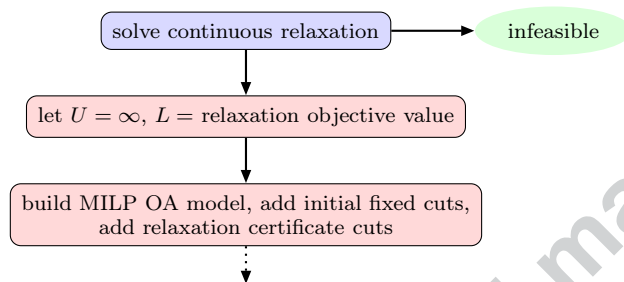 solve continuous relaxation
infeasible
let U = ∞, L = relaxation objective value
build MILP OA model, add initial fixed cuts,
add relaxation certificate cuts